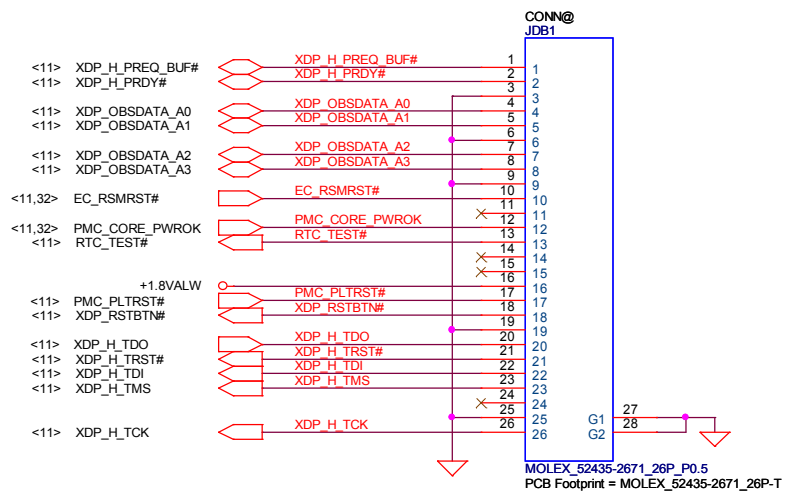 CONN@
JDB1
<11> XDP_H_PREQ_BUF# XDP_H_PREQ_BUF# 1 1
<11> XDP_H_PRDY# XDP_H_PRDY# 2 2
3 3
<11> XDP_OBSDATA_A0 XDP_OBSDATA_A0 4 4
<11> XDP_OBSDATA_A1 XDP_OBSDATA_A1 5 5
6 6
<11> XDP_OBSDATA_A2 XDP_OBSDATA_A2 7 7
<11> XDP_OBSDATA_A3 XDP_OBSDATA_A3 8 8
9 9
<11,32> EC_RSMRST# EC_RSMRST# 10 10
11 11
<11,32> PMC_CORE_PWROK PMC_CORE_PWROK 12 12
<11> RTC_TEST# RTC_TEST# 13 13
14 14
15 15
+1.8VALW 16 16
<11> PMC_PLTRST# PMC_PLTRST# 17 17
<11> XDP_RSTBTN# XDP_RSTBTN# 18 18
19 19
<11> XDP_H_TDO XDP_H_TDO 20 20
<11> XDP_H_TRST# XDP_H_TRST# 21 21
<11> XDP_H_TDI XDP_H_TDI 22 22
<11> XDP_H_TMS XDP_H_TMS 23 23
24 24
25 25 G1 27
<11> XDP_H_TCK XDP_H_TCK 26 26 G2 28
MOLEX_52435-2671_26P_P0.5
PCB Footprint = MOLEX_52435-2671_26P-T